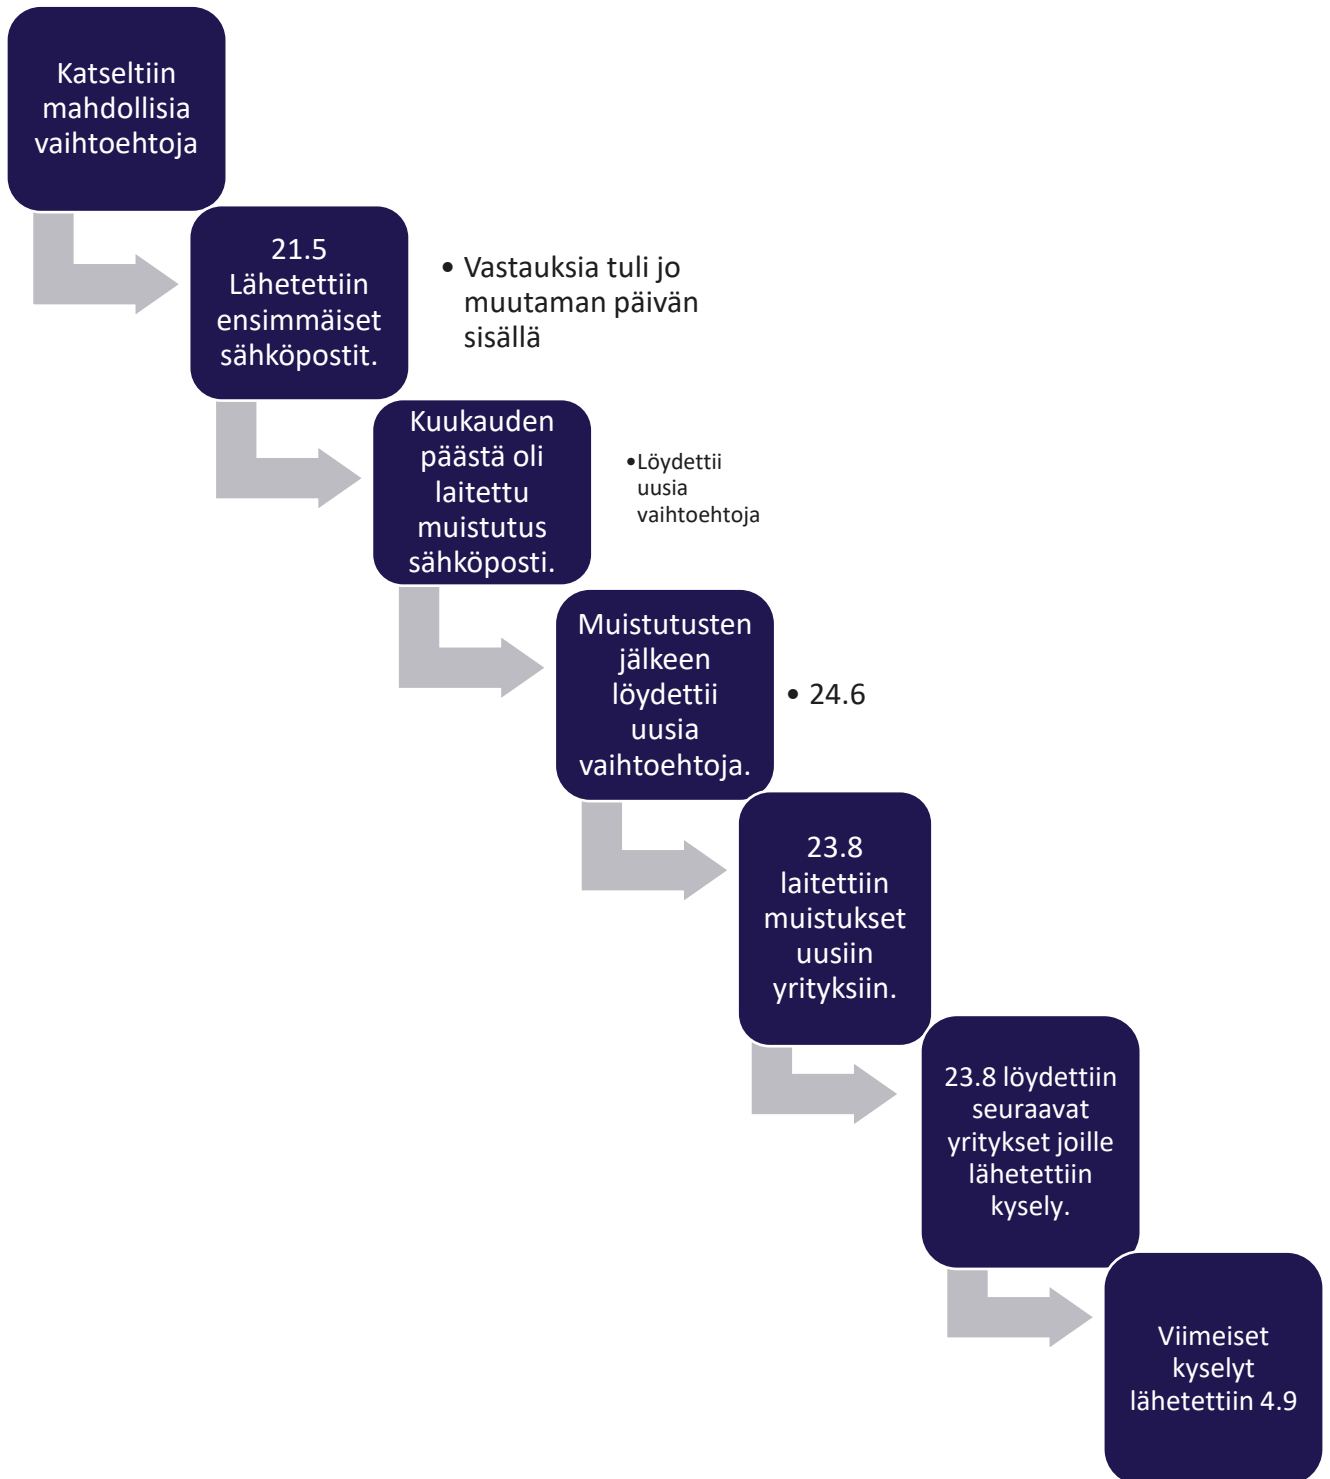 Katseltiin
mahdollisia
vaihtoehtoja
21.5
Lähetettiin
ensimmäiset
sähköpostit.
• Vastauksia tuli jo
muutaman päivän
sisällä
Kuukauden
päästä oli
laitettu
muistutus
sähköposti.
•Löydettii
uusia
vaihtoehtoja
Muistutusten
jälkeen
löydettii
uusia
vaihtoehtoja.
• 24.6
23.8
laitettiin
muistukset
uusiin
yrityksiin.
23.8 löydettiin
seuraavat
yritykset joille
lähetettiin
kysely.
Viimeiset
kyselyt
lähetettiin 4.9